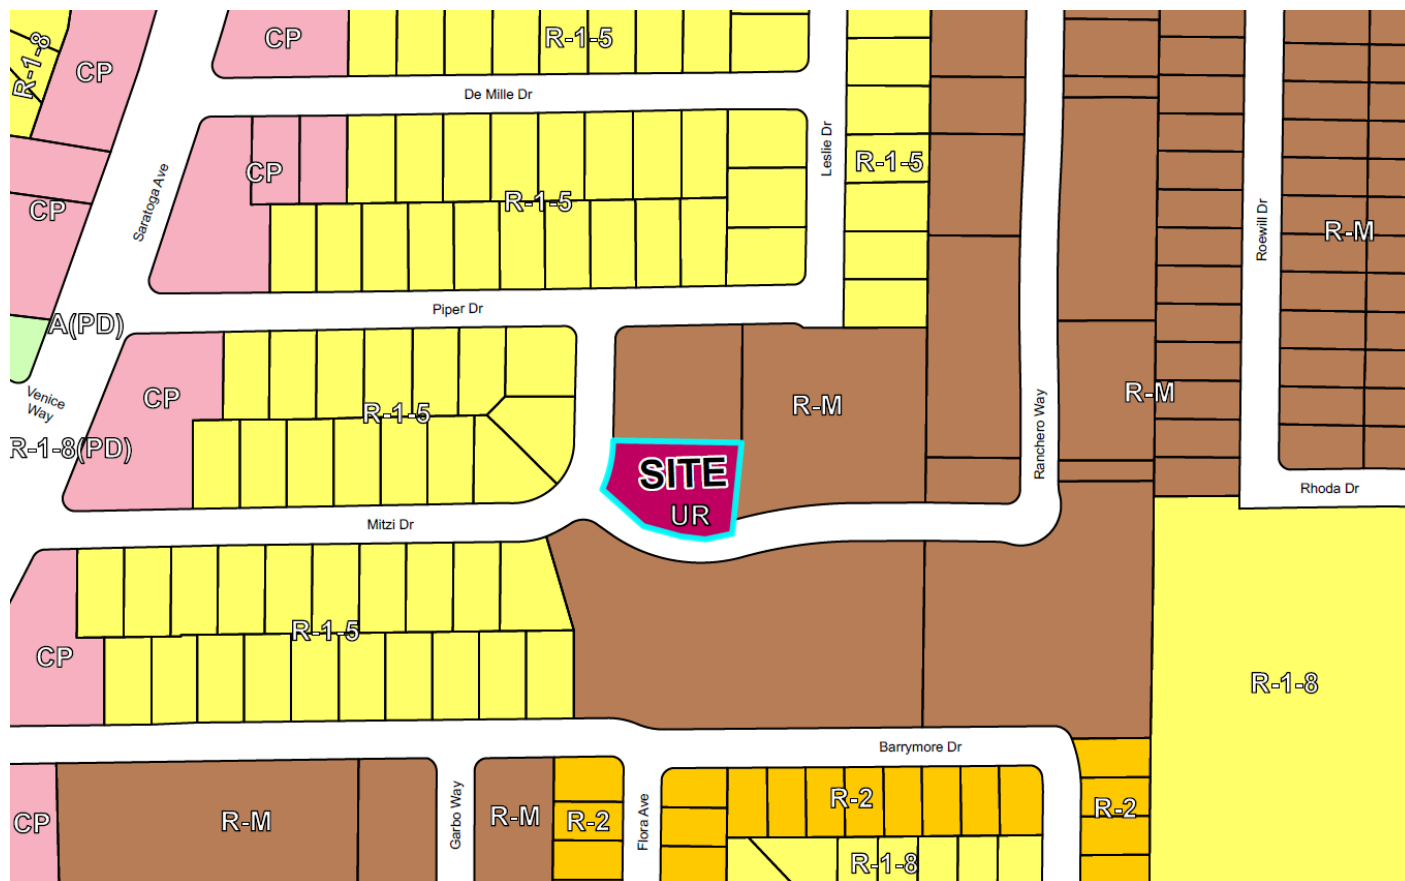 R-1-8
CP
CP
R-1-5
De Mille Dr
Leslie Dr
CP
R-1-5
R-1-5
CP
Saratoga Ave
Roewill Dr
R-M
Piper Dr
A(PD)
Venice
Way
CP
R-1-5
R-M
Ranchero Way
R-M
R-1-8(PD)
SITE
UR
Rhoda Dr
Mitzi Dr
R-1-5
CP
R-1-8
Barrymore Dr
CP
R-M
Garbo Way
R-M
R-2
Flora Ave
R-2
R-2
R-1-8